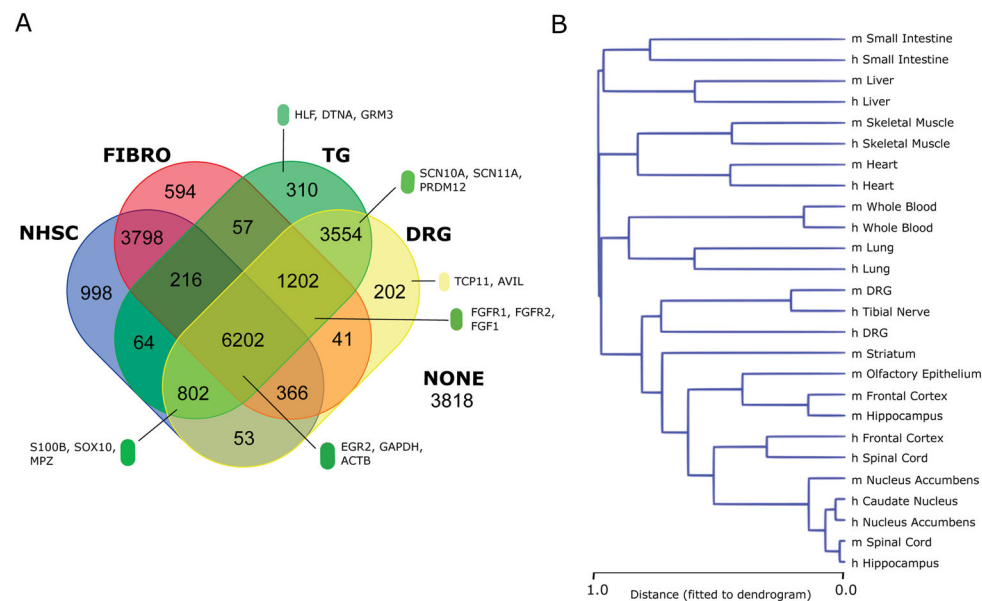 A
HLF, DTNA, GRM3
FIBRO
TG
SCN10A, SCN11A,
PRDM12
594
310
NHSC
3798
57
3554
DRG
216
1202
TCP11, AVIL
998
202
FGFR1, FGFR2,
FGF1
64
6202
41
NONE
3818
802
366
53
S100B, SOX10,
MPZ
EGR2, GAPDH,
ACTB
B
m Small Intestine
h Small Intestine
m Liver
h Liver
m Skeletal Muscle
h Skeletal Muscle
m Heart
h Heart
m Whole Blood
h Whole Blood
m Lung
h Lung
m DRG
h Tibial Nerve
h DRG
m Striatum
m Olfactory Epithelium
m Frontal Cortex
m Hippocampus
h Frontal Cortex
h Spinal Cord
m Nucleus Accumbens
h Caudate Nucleus
h Nucleus Accumbens
m Spinal Cord
h Hippocampus
1.0 Distance (fitted to dendrogram) 0.0